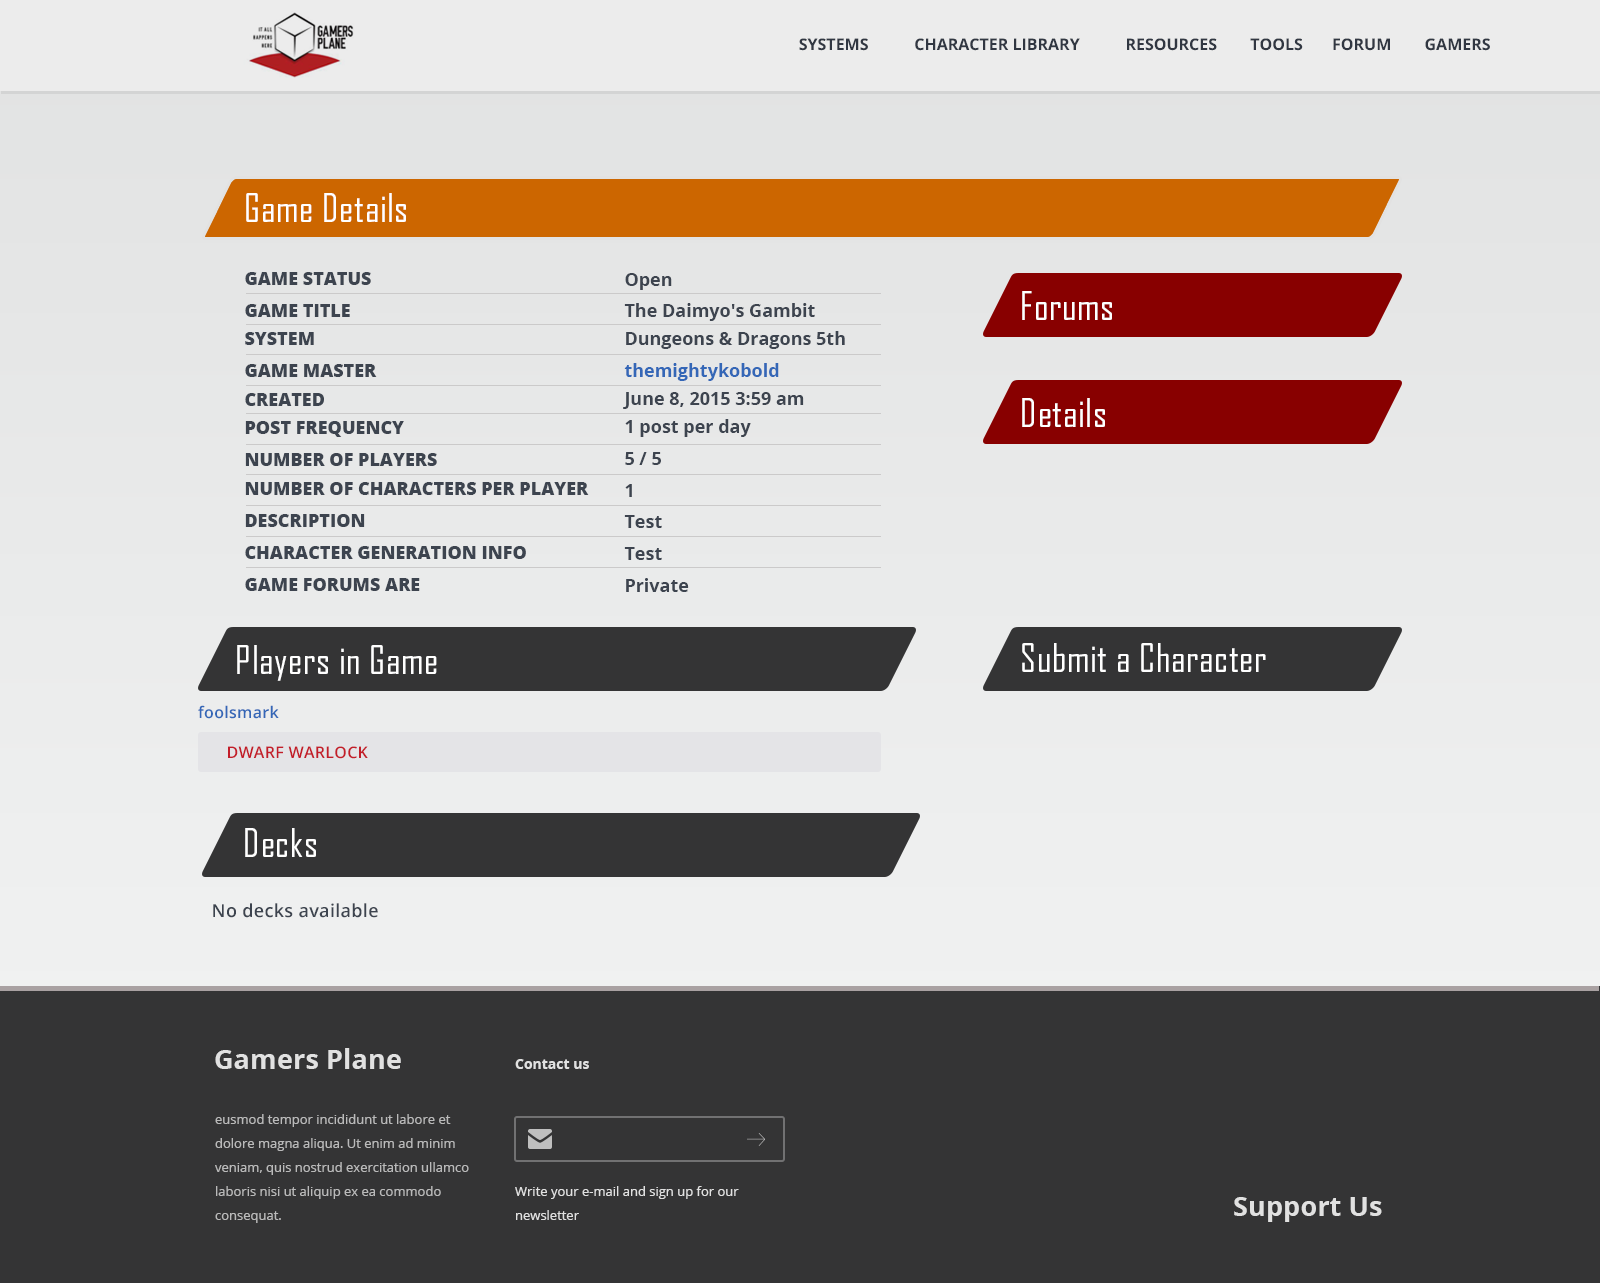 IT ALL
HAPPENS
HERE
GAMERS
PLANE
SYSTEMS CHARACTER LIBRARY RESOURCES TOOLS FORUM GAMERS
Game Details
GAME STATUS Open
GAME TITLE The Daimyo's Gambit
SYSTEM Dungeons & Dragons 5th
GAME MASTER themightykobold
CREATED June 8, 2015 3:59 am
POST FREQUENCY 1 post per day
NUMBER OF PLAYERS 5 / 5
NUMBER OF CHARACTERS PER PLAYER 1
DESCRIPTION Test
CHARACTER GENERATION INFO Test
GAME FORUMS ARE Private
Forums
Details
Players in Game
Submit a Character
foolsmark
DWARF WARLOCK
Decks
No decks available
Gamers Plane
eusmod tempor incididunt ut labore et
dolore magna aliqua. Ut enim ad minim
veniam, quis nostrud exercitation ullamco
laboris nisi ut aliquip ex ea commodo
consequat.
Contact us
Write your e-mail and sign up for our
newsletter
Support Us